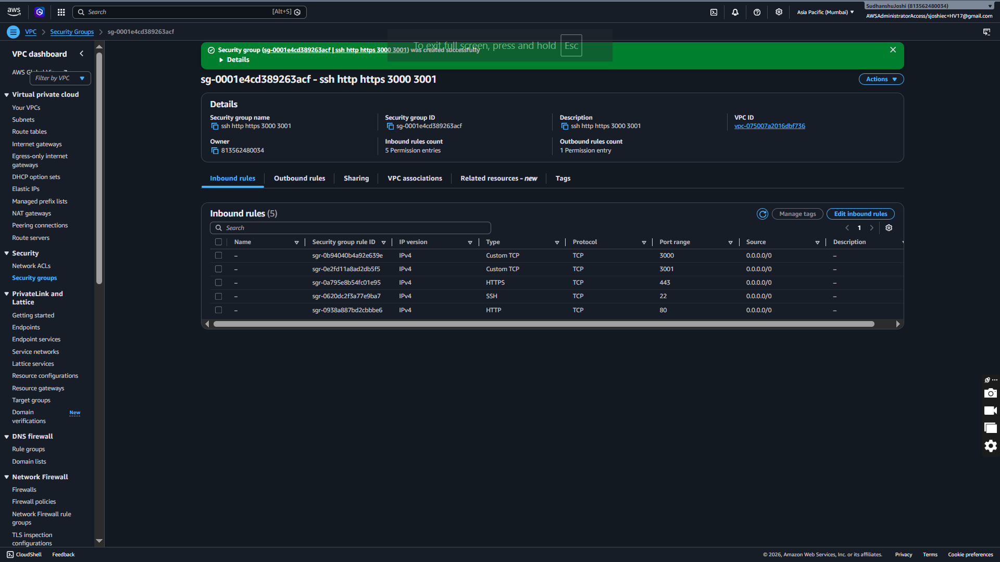 aws
Search
[Alt+S]
Asia Pacific (Mumbai)
SudhanshuJoshi (813562480034)
AWSAdministratorAccess/sjoshiec+HV17@gmail.com
VPC
Security Groups
sg-0001e4cd389263acf
VPC dashboard
AWS Global View
Filter by VPC
Virtual private cloud
Your VPCs
Subnets
Route tables
Internet gateways
Egress-only internet
gateways
DHCP option sets
Elastic IPs
Managed prefix lists
NAT gateways
Peering connections
Route servers
Security
Network ACLs
Security groups
PrivateLink and
Lattice
Getting started
Endpoints
Endpoint services
Service networks
Lattice services
Resource configurations
Resource gateways
Target groups
Domain
verifications
New
DNS firewall
Rule groups
Domain lists
Network Firewall
Firewalls
Firewall policies
Network Firewall rule
groups
TLS inspection
configurations
Security group (sg-0001e4cd389263acf | ssh http https 3000 3001) was created successfully
Details
To exit full screen, press and hold Esc
sg-0001e4cd389263acf - ssh http https 3000 3001
Actions
Details
Security group name
ssh http https 3000 3001
Security group ID
sg-0001e4cd389263acf
Description
ssh http https 3000 3001
VPC ID
vpc-075007a2016dbf736
Owner
813562480034
Inbound rules count
5 Permission entries
Outbound rules count
1 Permission entry
Inbound rules
Outbound rules
Sharing
VPC associations
Related resources - new
Tags
Inbound rules (5)
Manage tags
Edit inbound rules
Search
1
Name Security group rule ID IP version Type Protocol Port range Source Description
– sgr-0b94040b4a92e639e IPv4 Custom TCP TCP 3000 0.0.0.0/0 –
– sgr-0e2fd11a8ad2db5f5 IPv4 Custom TCP TCP 3001 0.0.0.0/0 –
– sgr-0a795e8b54fc01e95 IPv4 HTTPS TCP 443 0.0.0.0/0 –
– sgr-0620dc2f3a77e9ba7 IPv4 SSH TCP 22 0.0.0.0/0 –
– sgr-0938a887bd2cbbbe6 IPv4 HTTP TCP 80 0.0.0.0/0 –
CloudShell
Feedback
© 2026, Amazon Web Services, Inc. or its affiliates.
Privacy
Terms
Cookie preferences